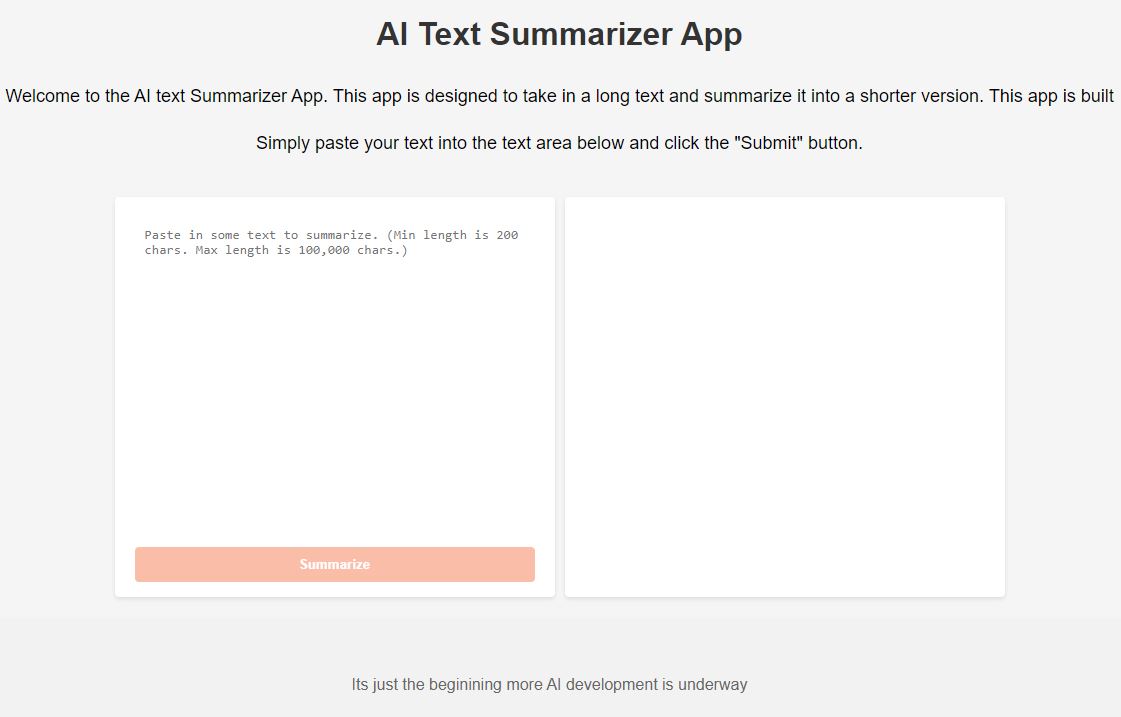 AI Text Summarizer App
Welcome to the AI text Summarizer App. This app is designed to take in a long text and summarize it into a shorter version. This app is built
Simply paste your text into the text area below and click the "Submit" button.
Paste in some text to summarize. (Min length is 200
chars. Max length is 100,000 chars.)
Summarize
Its just the beginining more AI development is underway